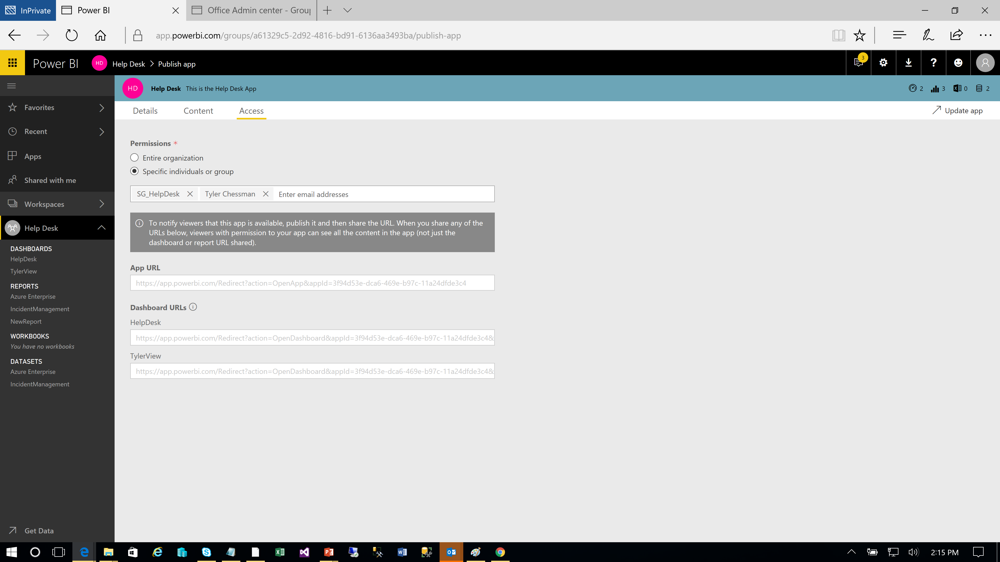 InPrivate
Power BI
Office Admin center - Grou
app.powerbi.com/groups/a61329c5-2d92-4816-bd91-6136aa3493ba/publish-app
Power BI
HD
Help Desk
Publish app
3
?
HD
Help Desk This is the Help Desk App
2
3
0
2
Favorites
Recent
Apps
Shared with me
Workspaces
Help Desk
DASHBOARDS
HelpDesk
TylerView
REPORTS
Azure Enterprise
IncidentManagement
NewReport
WORKBOOKS
You have no workbooks
DATASETS
Azure Enterprise
IncidentManagement
Get Data
Details
Content
Access
Update app
Permissions *
Entire organization
Specific individuals or group
SG_HelpDesk
Tyler Chessman
Enter email addresses
To notify viewers that this app is available, publish it and then share the URL. When you share any of the
URLs below, viewers with permission to your app can see all the content in the app (not just the
dashboard or report URL shared).
App URL
https://app.powerbi.com/Redirect?action=OpenApp&appId=3f94d53e-dca6-469e-b97c-11a24dfde3c4
Dashboard URLs
HelpDesk
https://app.powerbi.com/Redirect?action=OpenDashboard&appId=3f94d53e-dca6-469e-b97c-11a24dfde3c4&
TylerView
https://app.powerbi.com/Redirect?action=OpenDashboard&appId=3f94d53e-dca6-469e-b97c-11a24dfde3c4&
2:15 PM